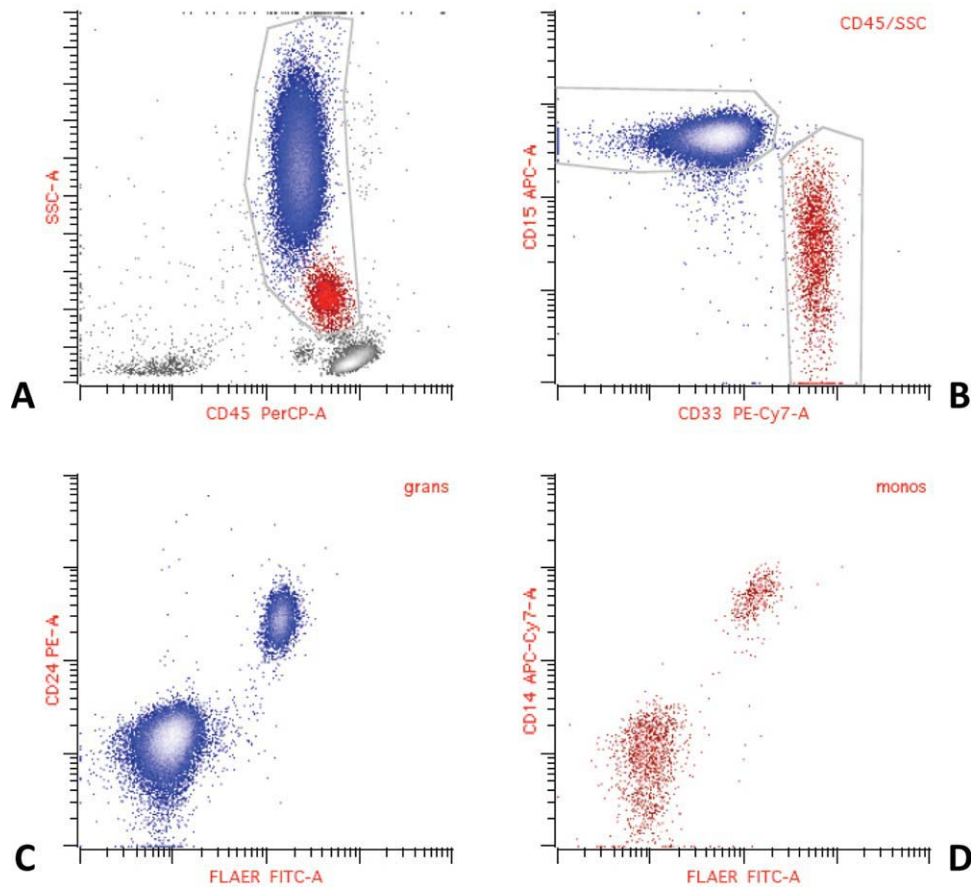 SSC-A
CD45 PerCP-A
A
CD45/SSC
CD15 APC-A
CD33 PE-Cy7-A
B
grans
CD24 PE-A
FLAER FITC-A
C
monos
CD14 APC-Cy7-A
FLAER FITC-A
D